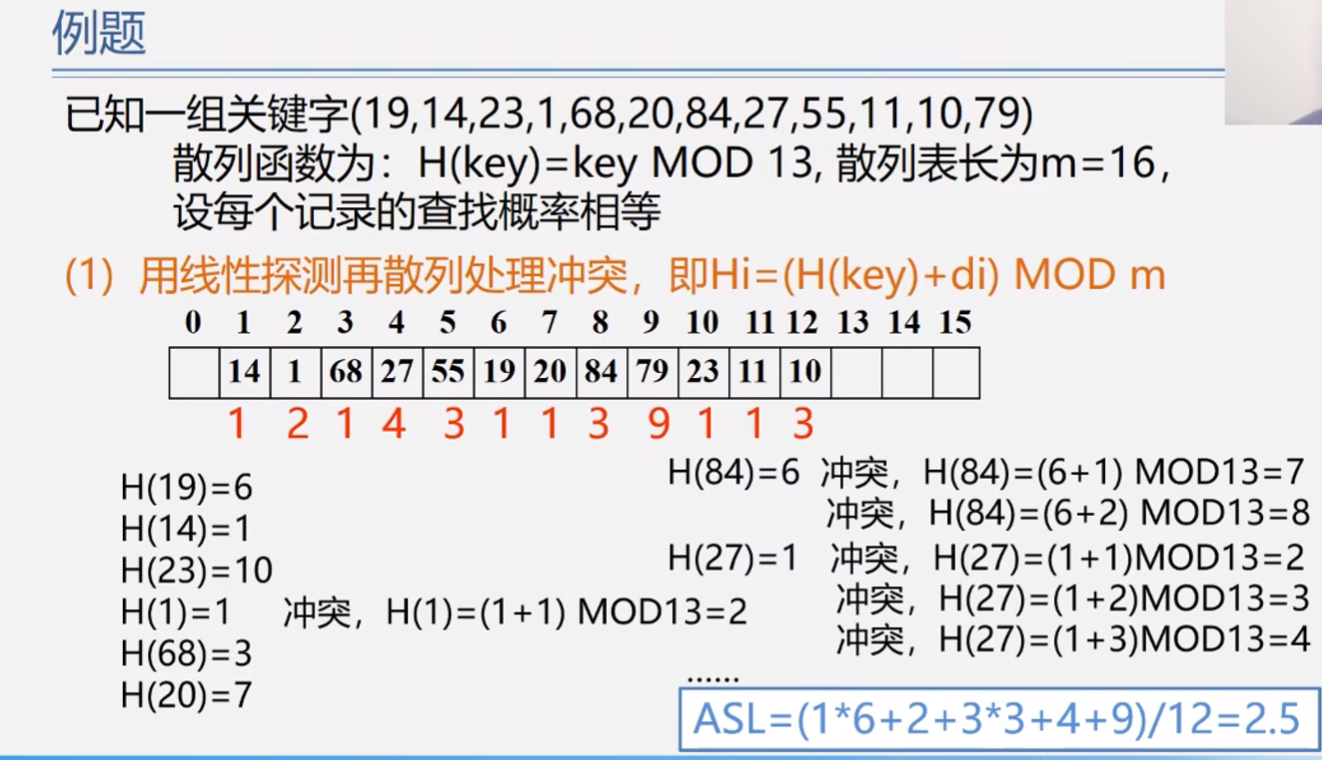 例题
已知一组关键字(19,14,23,1,68,20,84,27,55,11,10,79)
散列函数为：H(key)=key MOD 13, 散列表长为m=16，
设每个记录的查找概率相等
(1) 用线性探测再散列处理冲突，即Hi=(H(key)+di) MOD m
0 1 2 3 4 5 6 7 8 9 10 11 12 13 14 15
14 1 68 27 55 19 20 84 79 23 11 10
1 2 1 4 3 1 1 3 9 1 1 3
H(19)=6
H(14)=1
H(23)=10
H(1)=1 冲突，H(1)=(1+1) MOD13=2
H(68)=3
H(20)=7
H(84)=6 冲突，H(84)=(6+1) MOD13=7
冲突，H(84)=(6+2) MOD13=8
H(27)=1 冲突，H(27)=(1+1)MOD13=2
冲突，H(27)=(1+2)MOD13=3
冲突，H(27)=(1+3)MOD13=4
......
ASL=(1*6+2+3*3+4+9)/12=2.5